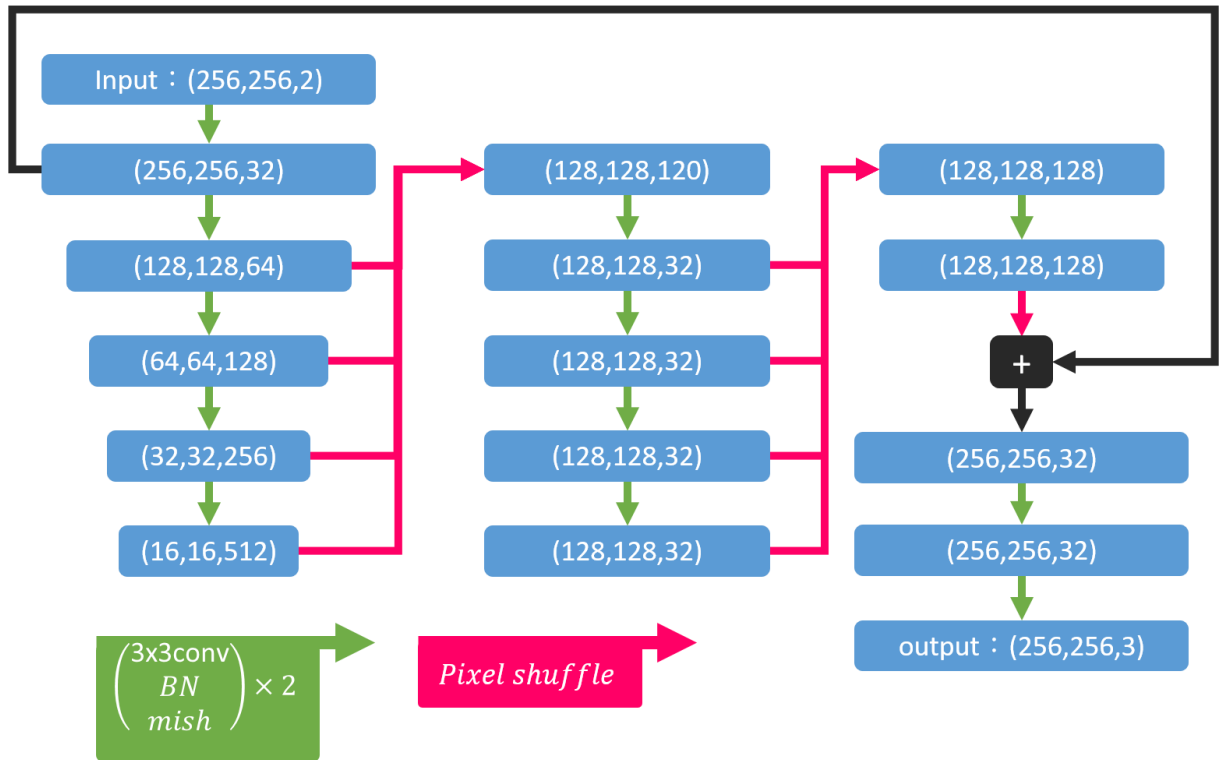 Input：(256,256,2)
(256,256,32)
(128,128,64)
(64,64,128)
(32,32,256)
(16,16,512)
(128,128,120)
(128,128,32)
(128,128,32)
(128,128,32)
(128,128,32)
(128,128,128)
(128,128,128)
+
(256,256,32)
(256,256,32)
output：(256,256,3)
3x3conv
BN
mish
× 2
Pixel shuffle